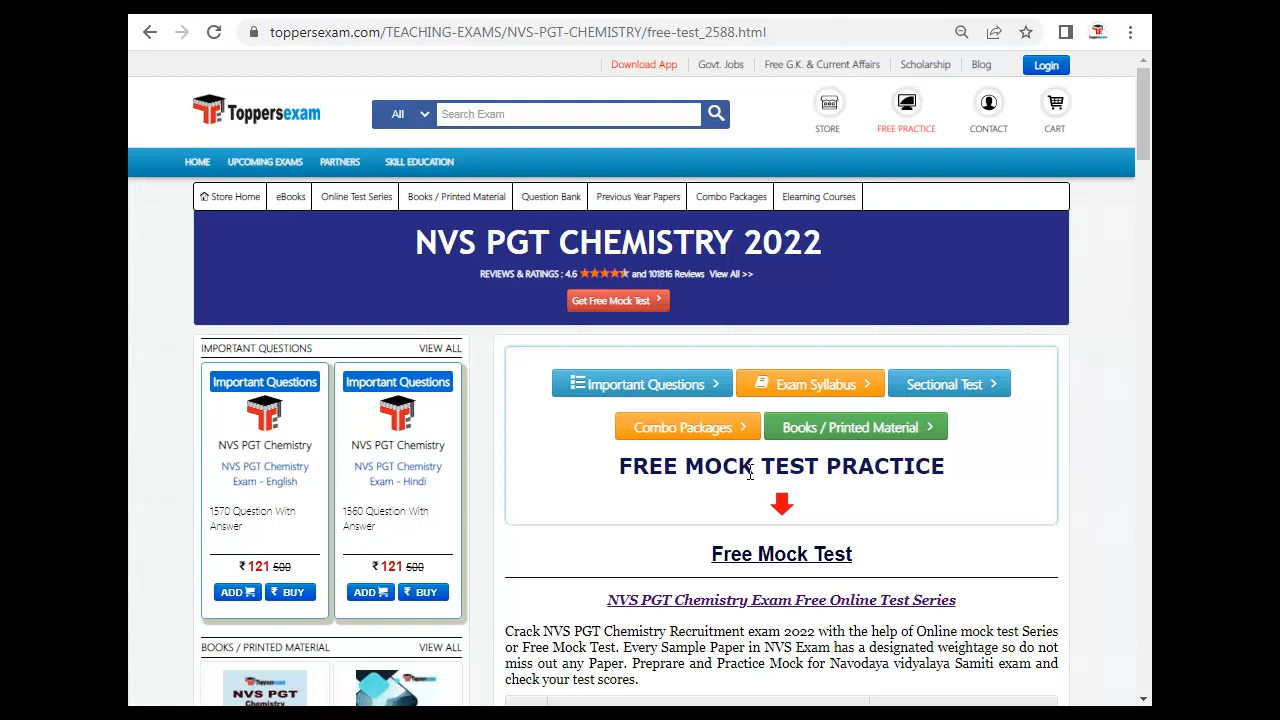 toppersexam.com/TEACHING-EXAMS/NVS-PGT-CHEMISTRY/free-test_2588.html
Download App Govt. Jobs Free G.K. & Current Affairs Scholarship Blog Login
Toppersexam All Search Exam
STORE FREE PRACTICE CONTACT CART
HOME UPCOMING EXAMS PARTNERS SKILL EDUCATION
Store Home eBooks Online Test Series Books / Printed Material Question Bank Previous Year Papers Combo Packages Elearning Courses
NVS PGT CHEMISTRY 2022
REVIEWS & RATINGS : 4.6 and 101816 Reviews View All >>
Get Free Mock Test
IMPORTANT QUESTIONS VIEW ALL
Important Questions
NVS PGT Chemistry
NVS PGT Chemistry
Exam - English
1570 Question With
Answer
₹ 121 500
ADD ₹ BUY
Important Questions
NVS PGT Chemistry
NVS PGT Chemistry
Exam - Hindi
1560 Question With
Answer
₹ 121 500
ADD ₹ BUY
BOOKS / PRINTED MATERIAL VIEW ALL
Toppersexam
NVS PGT
Chemistry
Toppersexam
Important Questions Exam Syllabus Sectional Test
Combo Packages Books / Printed Material
FREE MOCK TEST PRACTICE
Free Mock Test
NVS PGT Chemistry Exam Free Online Test Series
Crack NVS PGT Chemistry Recruitment exam 2022 with the help of Online mock test Series
or Free Mock Test. Every Sample Paper in NVS Exam has a designated weightage so do not
miss out any Paper. Preprare and Practice Mock for Navodaya vidyalaya Samiti exam and
check your test scores.